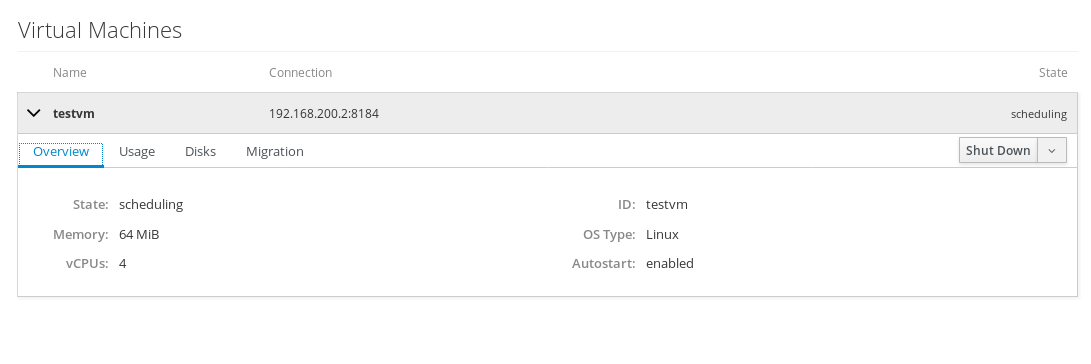 Virtual Machines
Name Connection State
testvm 192.168.200.2:8184 scheduling
Overview Usage Disks Migration Shut Down
State: scheduling ID: testvm
Memory: 64 MiB OS Type: Linux
vCPUs: 4 Autostart: enabled